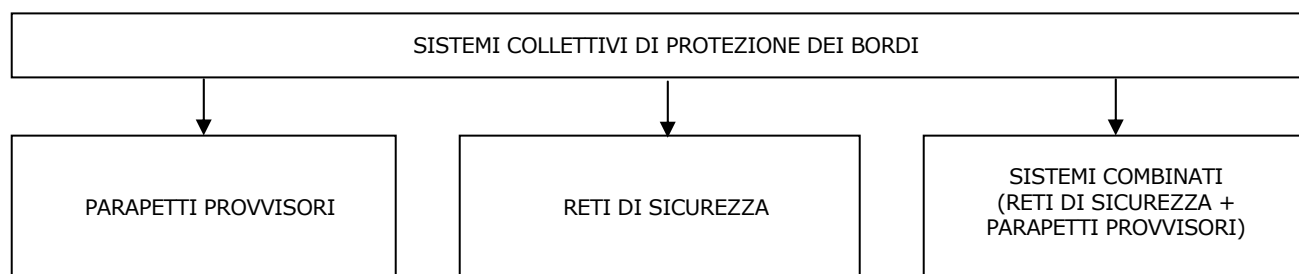 SISTEMI COLLETTIVI DI PROTEZIONE DEI BORDI
PARAPETTI PROVVISORI
RETI DI SICUREZZA
SISTEMI COMBINATI
(RETI DI SICUREZZA +
PARAPETTI PROVVISORI)